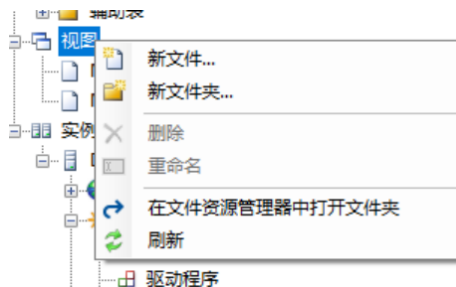 辅助表
视图
新文件...
新文件夹...
实例
删除
重命名
在文件资源管理器中打开文件夹
刷新
驱动程序